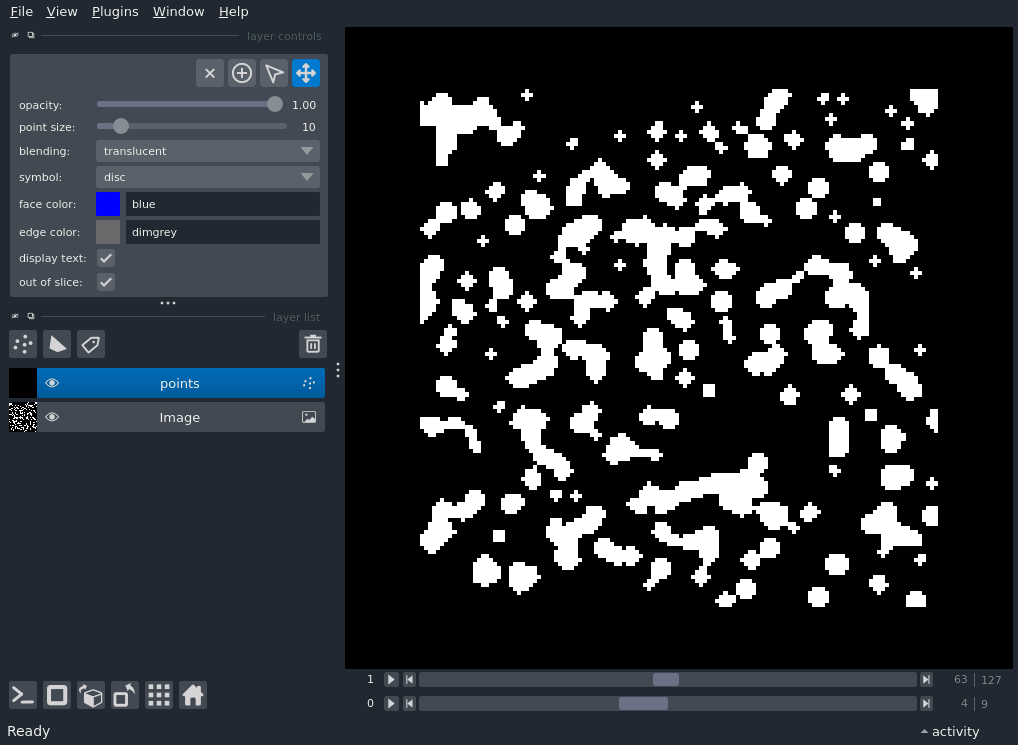 File View Plugins Window Help
layer controls
opacity: 1.00
point size: 10
blending: translucent
symbol: disc
face color: blue
edge color: dimgrey
display text:
out of slice:
layer list
points
Image
1 63 127
0 4 9
Ready activity